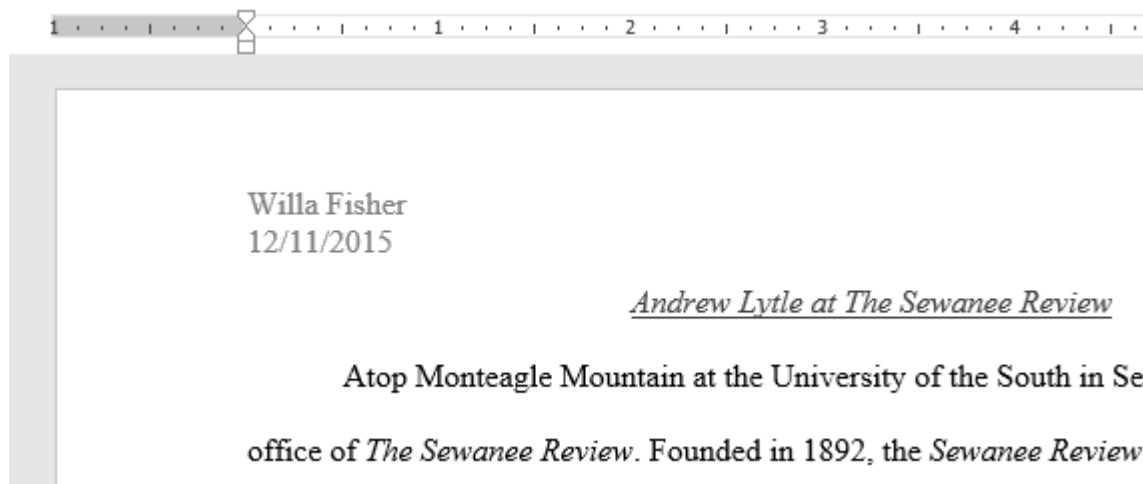 1 1 2 3 4
Willa Fisher
12/11/2015
Andrew Lytle at The Sewanee Review
Atop Monteagle Mountain at the University of the South in Se
office of The Sewanee Review. Founded in 1892, the Sewanee Review